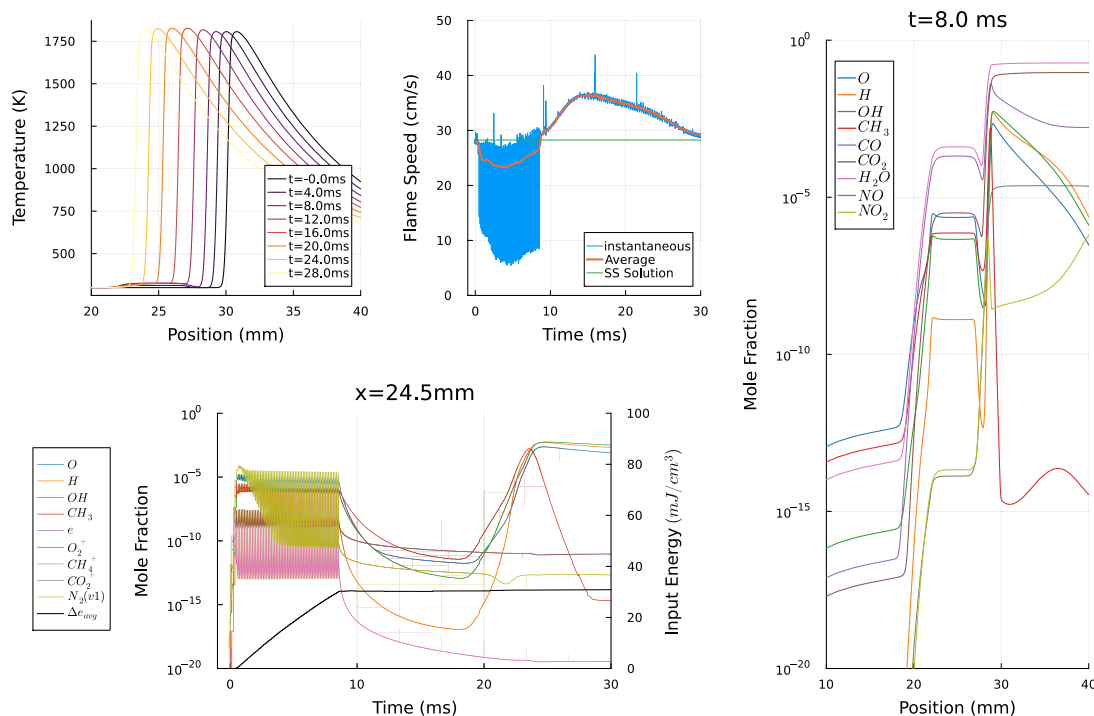 1750
1500
1250
1000
750
500
20
25
30
35
40
Temperature (K)
Position (mm)
t=-0.0ms
t=4.0ms
t=8.0ms
t=12.0ms
t=16.0ms
t=20.0ms
t=24.0ms
t=28.0ms
50
40
30
20
10
0
0
10
20
30
Flame Speed (cm/s)
Time (ms)
instantaneous
Average
SS Solution
t=8.0 ms
10^0
10^-5
10^-10
10^-15
10^-20
10
20
30
40
Mole Fraction
Position (mm)
O
H
OH
CH_3
CO
CO_2
H_2O
NO
NO_2
x=24.5mm
10^0
10^-5
10^-10
10^-15
10^-20
0
10
20
30
100
80
60
40
20
0
Mole Fraction
Time (ms)
Input Energy (mJ/cm^3)
O
H
OH
CH_3
e
O_2^+
CH_4^+
CO_2^+
N_2(v1)
Δe_avg